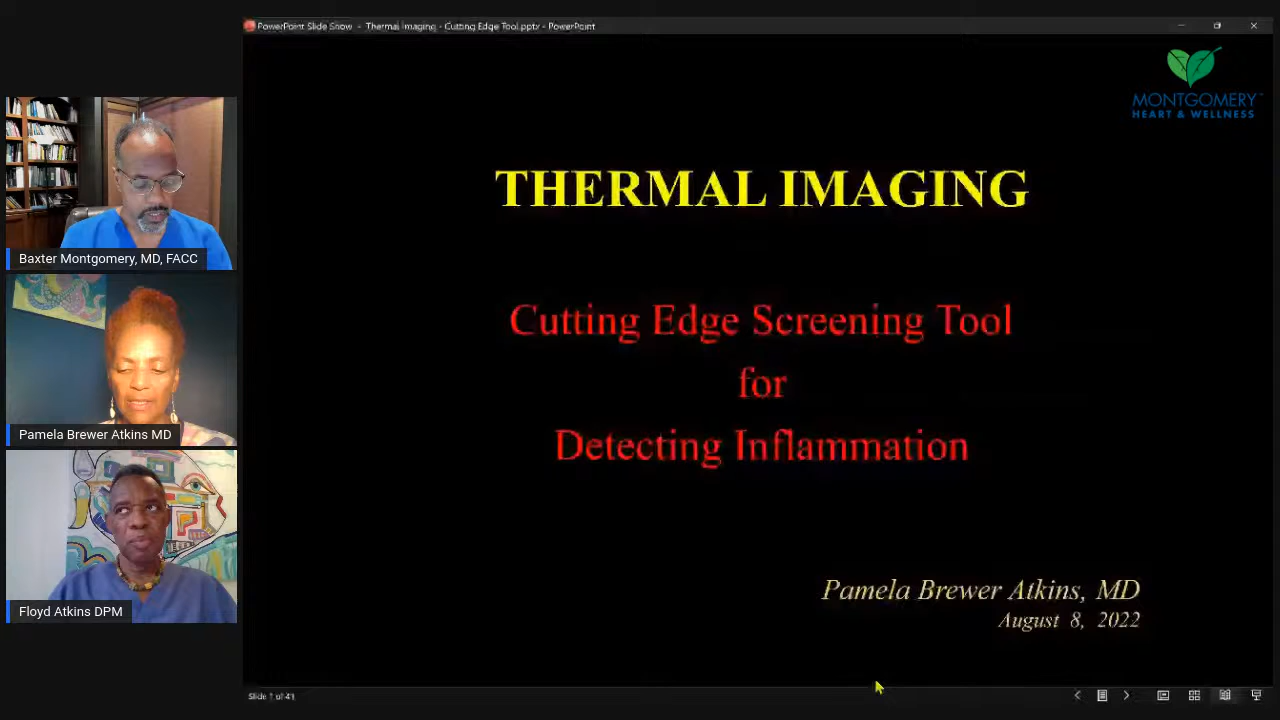 PowerPoint Slide Show - Thermal Imaging - Cutting Edge Tool.pptx - PowerPoint
MONTGOMERY™
HEART & WELLNESS
THERMAL IMAGING
Cutting Edge Screening Tool
for
Detecting Inflammation
Pamela Brewer Atkins, MD
August 8, 2022
Baxter Montgomery, MD, FACC
Pamela Brewer Atkins MD
Floyd Atkins DPM
Slide 1 of 41